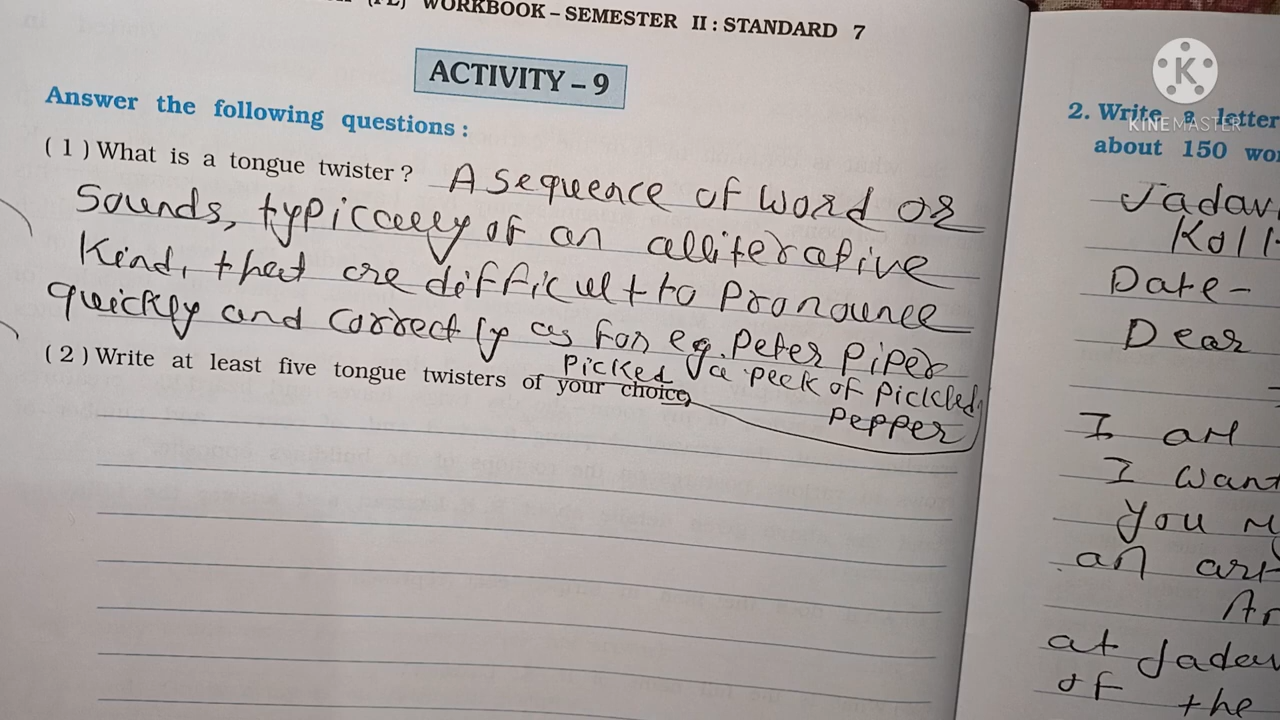 WORKBOOK – SEMESTER II : STANDARD 7
ACTIVITY – 9
Answer the following questions :
( 1 ) What is a tongue twister ? A sequence of word or
Sounds, typically of an alliterative
Kind, that are difficult to pronounce
quickly and correctly as for eg. Peter Piper
Picked a peck of pickled
pepper
( 2 ) Write at least five tongue twisters of your choice.
K
KINEMASTER
2. Write a letter
about 150
Jadav
Date-
Dear
I am
I want
you
an
at Jadav
of the